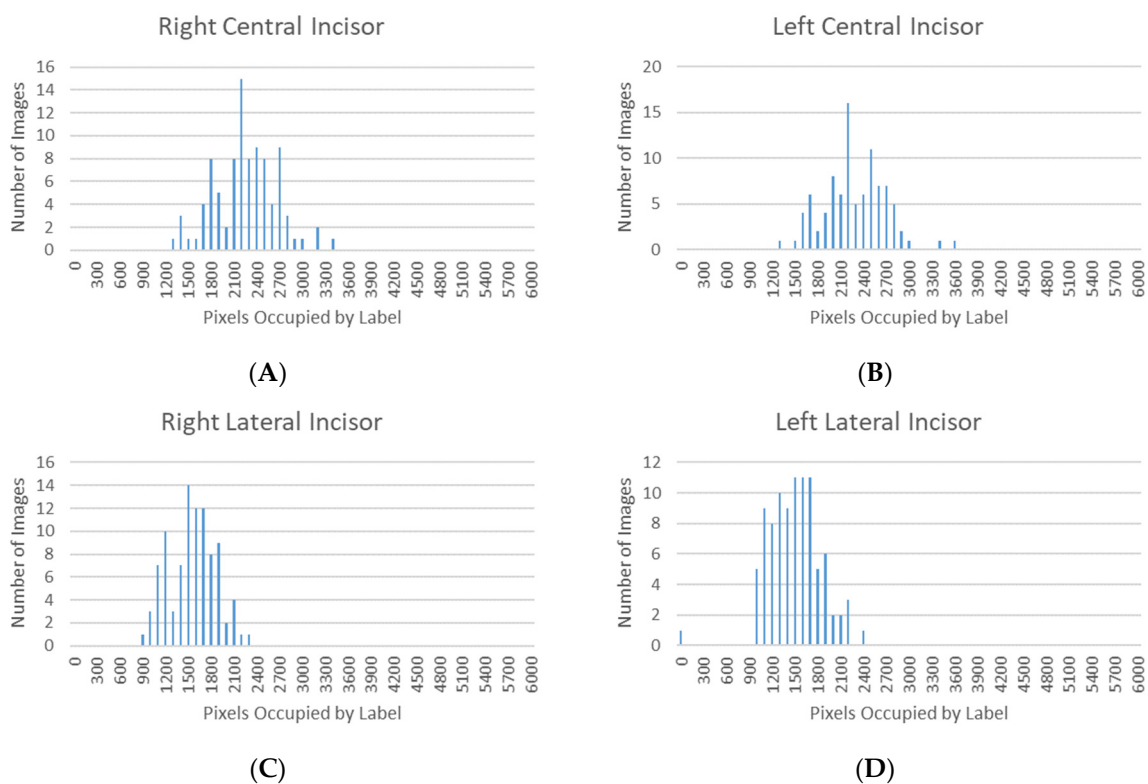 Right Central Incisor
Number of Images
16
14
12
10
8
6
4
2
0
0 300 600 900 1200 1500 1800 2100 2400 2700 3000 3300 3600 3900 4200 4500 4800 5100 5400 5700 6000
Pixels Occupied by Label
(A)
Left Central Incisor
Number of Images
20
15
10
5
0
0 300 600 900 1200 1500 1800 2100 2400 2700 3000 3300 3600 3900 4200 4500 4800 5100 5400 5700 6000
Pixels Occupied by Label
(B)
Right Lateral Incisor
Number of Images
16
14
12
10
8
6
4
2
0
0 300 600 900 1200 1500 1800 2100 2400 2700 3000 3300 3600 3900 4200 4500 4800 5100 5400 5700 6000
Pixels Occupied by Label
(C)
Left Lateral Incisor
Number of Images
12
10
8
6
4
2
0
0 300 600 900 1200 1500 1800 2100 2400 2700 3000 3300 3600 3900 4200 4500 4800 5100 5400 5700 6000
Pixels Occupied by Label
(D)